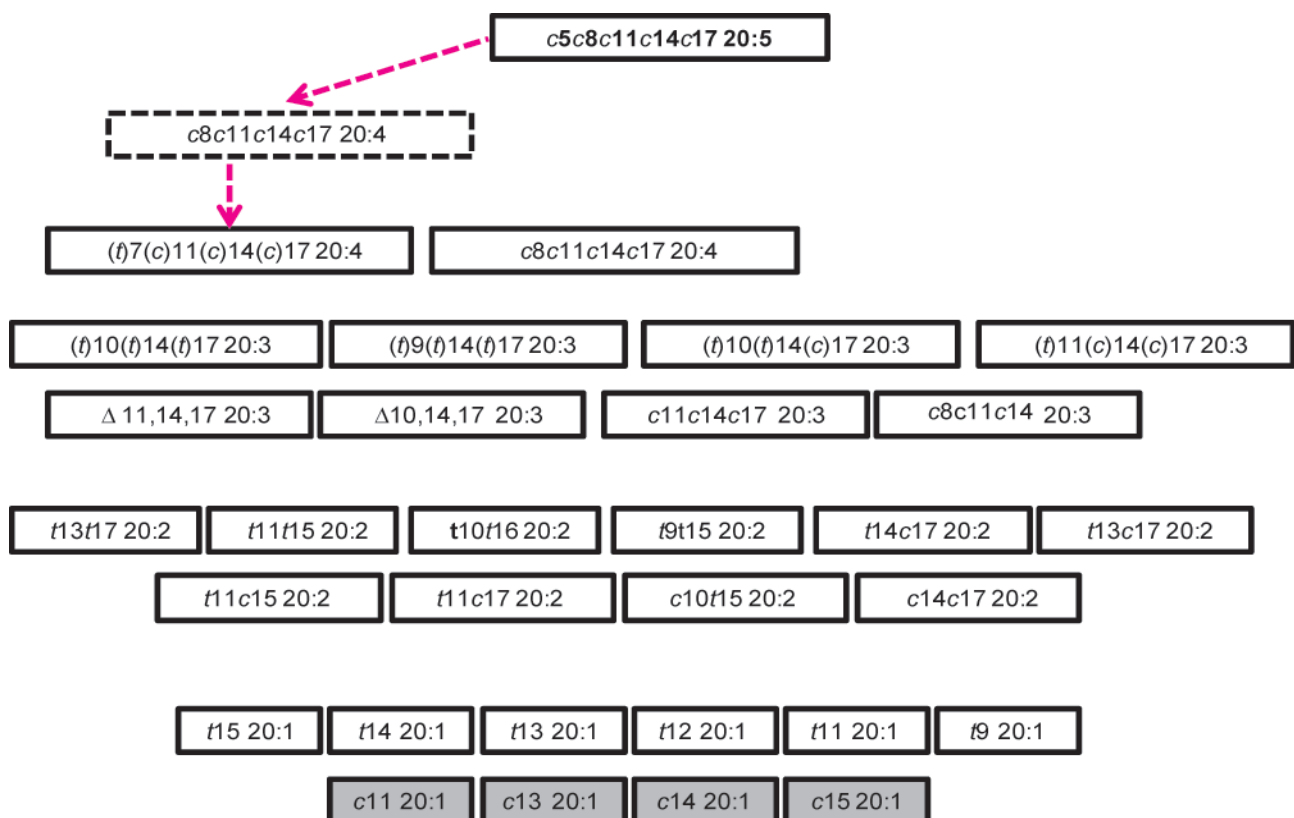 c5c8c11c14c17 20:5
c8c11c14c17 20:4
(t)7(c)11(c)14(c)17 20:4
c8c11c14c17 20:4
(t)10(t)14(t)17 20:3
(t)9(t)14(t)17 20:3
(t)10(t)14(c)17 20:3
(t)11(c)14(c)17 20:3
Δ 11,14,17 20:3
Δ10,14,17 20:3
c11c14c17 20:3
c8c11c14 20:3
t13t17 20:2
t11t15 20:2
t10t16 20:2
t9t15 20:2
t14c17 20:2
t13c17 20:2
t11c15 20:2
t11c17 20:2
c10t15 20:2
c14c17 20:2
t15 20:1
t14 20:1
t13 20:1
t12 20:1
t11 20:1
t9 20:1
c11 20:1
c13 20:1
c14 20:1
c15 20:1